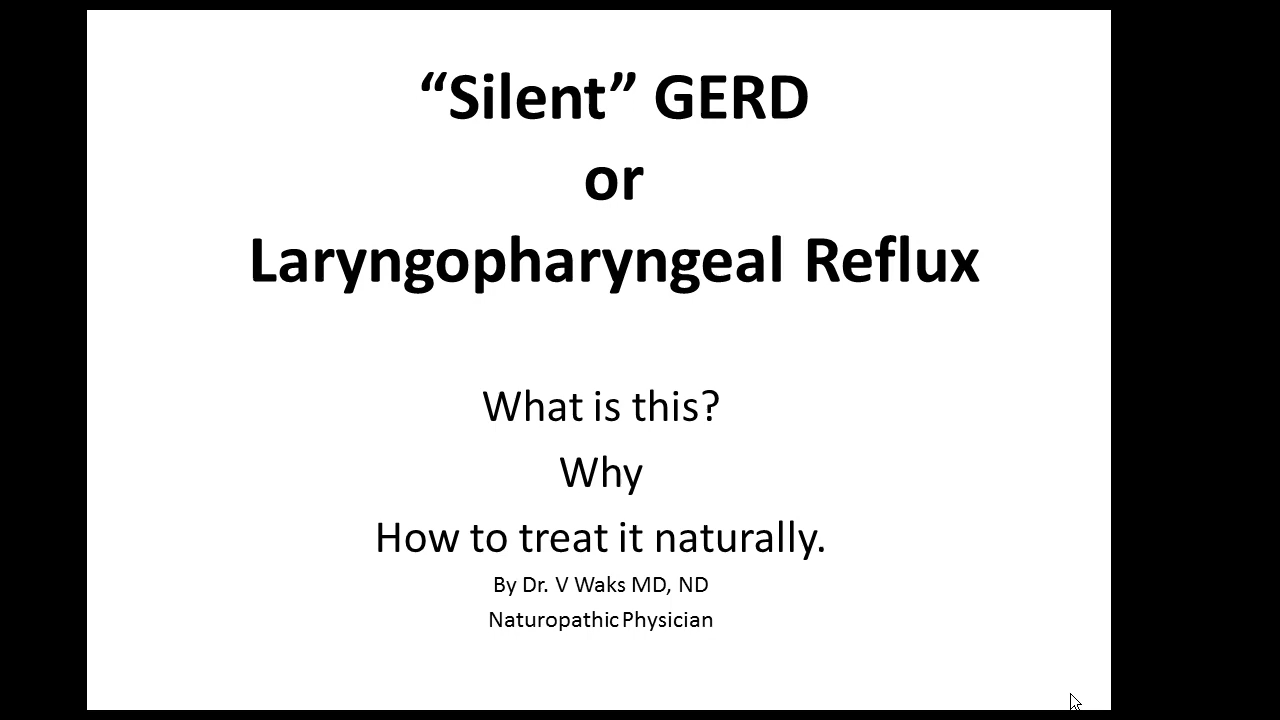 “Silent” GERD
or
Laryngopharyngeal Reflux
What is this?
Why
How to treat it naturally.
By Dr. V Waks MD, ND
Naturopathic Physician